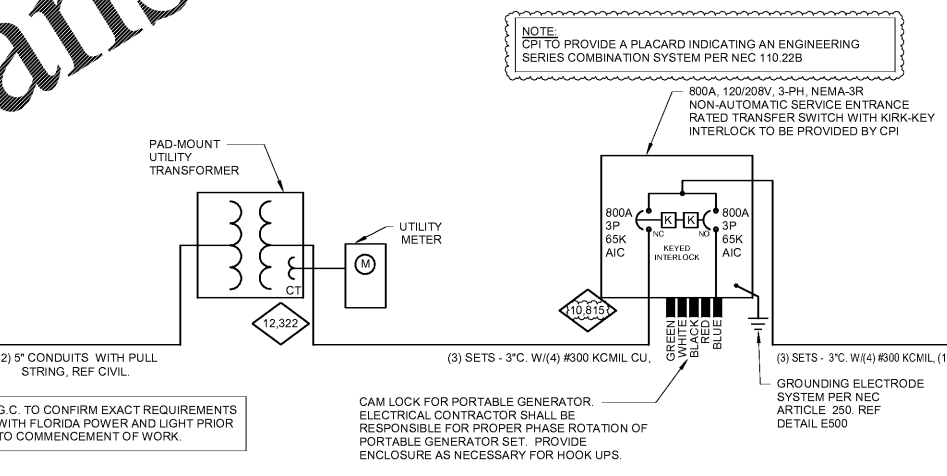 NOTE:
CPI TO PROVIDE A PLACARD INDICATING AN ENGINEERING
SERIES COMBINATION SYSTEM PER NEC 110.22B
800A, 120/208V, 3-PH, NEMA-3R
NON-AUTOMATIC SERVICE ENTRANCE
RATED TRANSFER SWITCH WITH KIRK-KEY
INTERLOCK TO BE PROVIDED BY CPI
PAD-MOUNT
UTILITY
TRANSFORMER
UTILITY
METER
M
CT
12,322
800A
3P
65K
AIC
K K
NC
NO
KEYED
INTERLOCK
800A
3P
65K
AIC
10,815
GREEN
WHITE
BLACK
RED
BLUE
2) 5" CONDUITS WITH PULL
STRING, REF CIVIL.
(3) SETS - 3"C. W/(4) #300 KCMIL CU,
(3) SETS - 3"C. W/(4) #300 KCMIL, (1
GROUNDING ELECTRODE
SYSTEM PER NEC
ARTICLE 250. REF
DETAIL E500
CAM LOCK FOR PORTABLE GENERATOR.
ELECTRICAL CONTRACTOR SHALL BE
RESPONSIBLE FOR PROPER PHASE ROTATION OF
PORTABLE GENERATOR SET. PROVIDE
ENCLOSURE AS NECESSARY FOR HOOK UPS.
G.C. TO CONFIRM EXACT REQUIREMENTS
WITH FLORIDA POWER AND LIGHT PRIOR
TO COMMENCEMENT OF WORK.